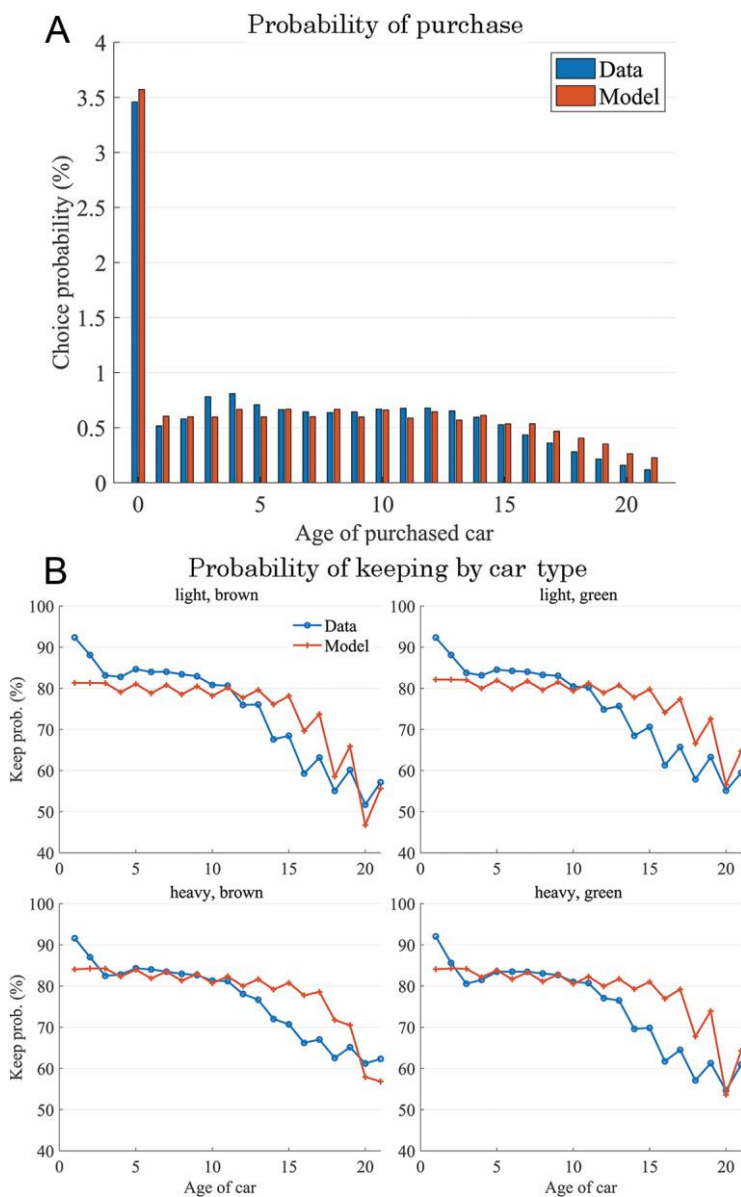 A
Probability of purchase
Data
Model
Choice probability (%)
4
3.5
3
2.5
2
1.5
1
0.5
0
0 5 10 15 20
Age of purchased car
B
Probability of keeping by car type
light, brown
Data
Model
Keep prob. (%)
100
90
80
70
60
50
40
0 5 10 15 20
light, green
100
90
80
70
60
50
40
0 5 10 15 20
heavy, brown
Keep prob. (%)
100
90
80
70
60
50
40
0 5 10 15 20
Age of car
heavy, green
100
90
80
70
60
50
40
0 5 10 15 20
Age of car